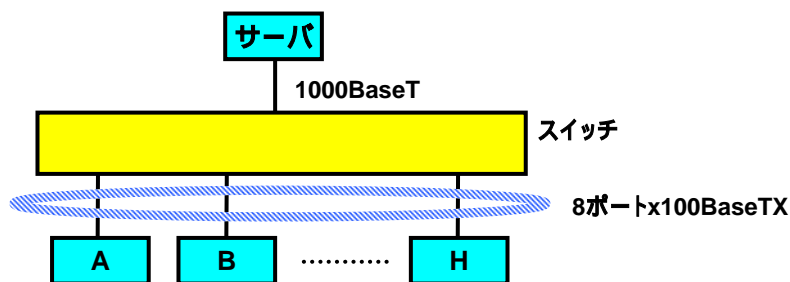 サーバ
1000BaseT
スイッチ
8ポートx100BaseTX
A B ........... H